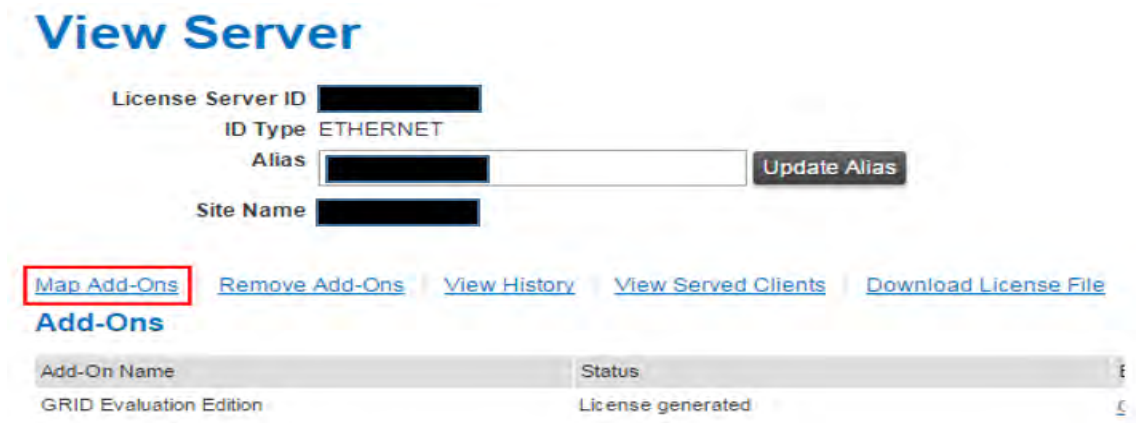 View Server
License Server ID
ID Type ETHERNET
Alias Update Alias
Site Name
Map Add-Ons Remove Add-Ons View History View Served Clients Download License File
Add-Ons
Add-On Name Status
GRID Evaluation Edition License generated